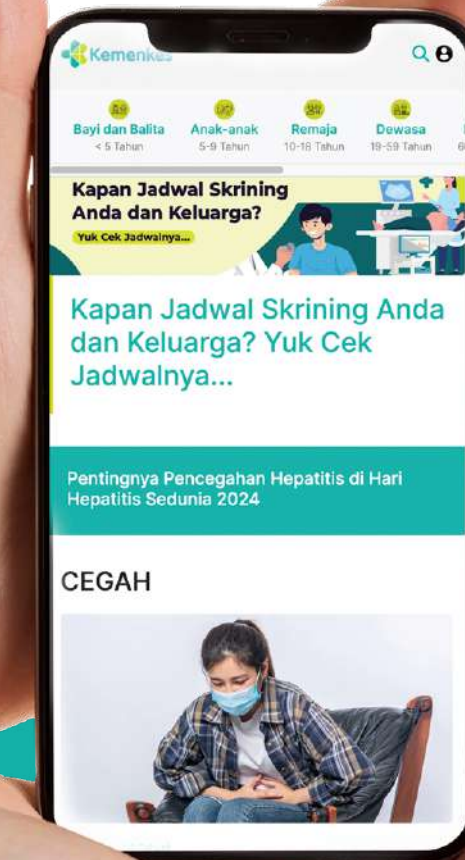 Kemenkes
Bayi dan Balita
< 5 Tahun
Anak-anak
5-9 Tahun
Remaja
10-18 Tahun
Dewasa
19-59 Tahun
Kapan Jadwal Skrining
Anda dan Keluarga?
Yuk Cek Jadwalnya...
Kapan Jadwal Skrining Anda
dan Keluarga? Yuk Cek
Jadwalnya...
Pentingnya Pencegahan Hepatitis di Hari
Hepatitis Sedunia 2024
CEGAH